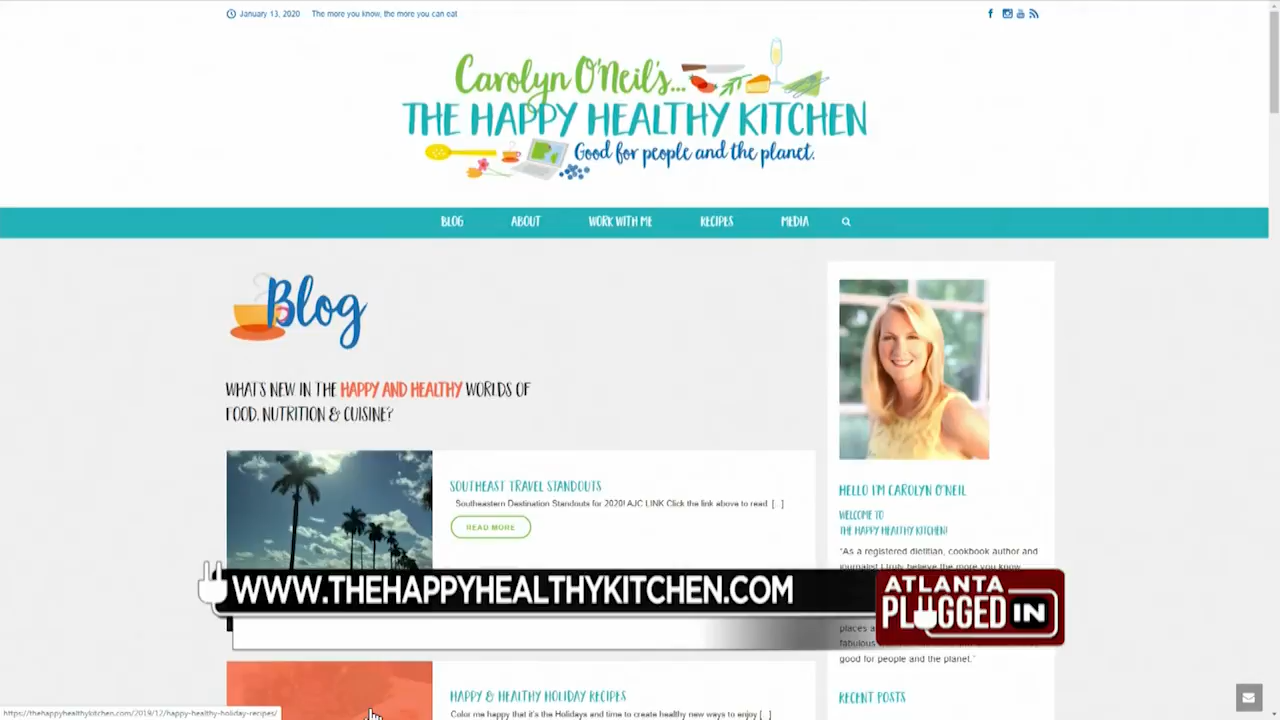 January 13, 2020 The more you know, the more you can eat
Carolyn O'Neil's...
THE HAPPY HEALTHY KITCHEN
Good for people and the planet.
BLOG ABOUT WORK WITH ME RECIPES MEDIA
Blog
WHAT'S NEW IN THE HAPPY AND HEALTHY WORLDS OF
FOOD, NUTRITION & CUISINE?
SOUTHEAST TRAVEL STANDOUTS
Southeastern Destination Standouts for 2020! AJC LINK Click the link above to read [...]
READ MORE
HELLO I'M CAROLYN O'NEIL
WELCOME TO
THE HAPPY HEALTHY KITCHEN!
"As a registered dietitian, cookbook author and
journalist I truly believe the more you know
WWW.THEHAPPYHEALTHYKITCHEN.COM
ATLANTA
PLUGGED IN
places
fabulous
good for people and the planet."
HAPPY & HEALTHY HOLIDAY RECIPES
Color me happy that it's the Holidays and time to create healthy new ways to enjoy [...]
RECENT POSTS
https://thehappyhealthykitchen.com/2019/12/happy-healthy-holiday-recipes/